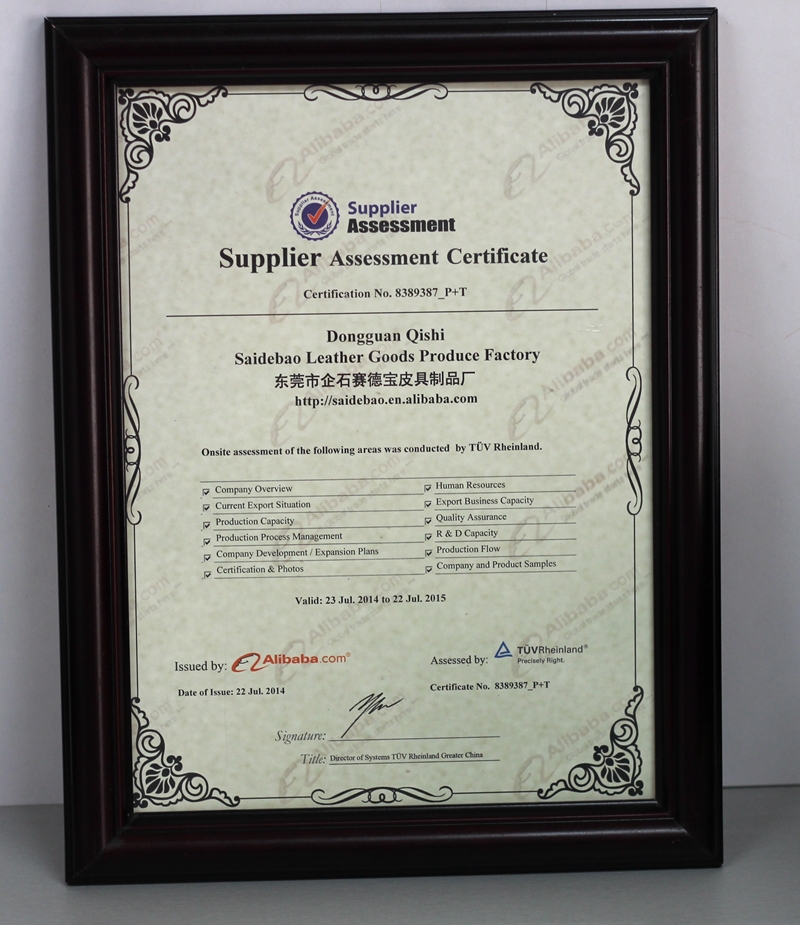 Supplier Assessment
Supplier
Assessment
Supplier Assessment Certificate
Certification No. 8389387_P+T
Dongguan Qishi
Saidebao Leather Goods Produce Factory
东莞市企石赛德宝皮具制品厂
http://saidebao.en.alibaba.com
Onsite assessment of the following areas was conducted by TÜV Rheinland.
Company Overview
Current Export Situation
Production Capacity
Production Process Management
Company Development / Expansion Plans
Certification & Photos
Human Resources
Export Business Capacity
Quality Assurance
R & D Capacity
Production Flow
Company and Product Samples
Valid: 23 Jul. 2014 to 22 Jul. 2015
Issued by: Alibaba.com®
Date of Issue: 22 Jul. 2014
Assessed by: TÜVRheinland®
Precisely Right.
Certificate No. 8389387_P+T
Signature:
Title: Director of Systems TÜV Rheinland Greater China